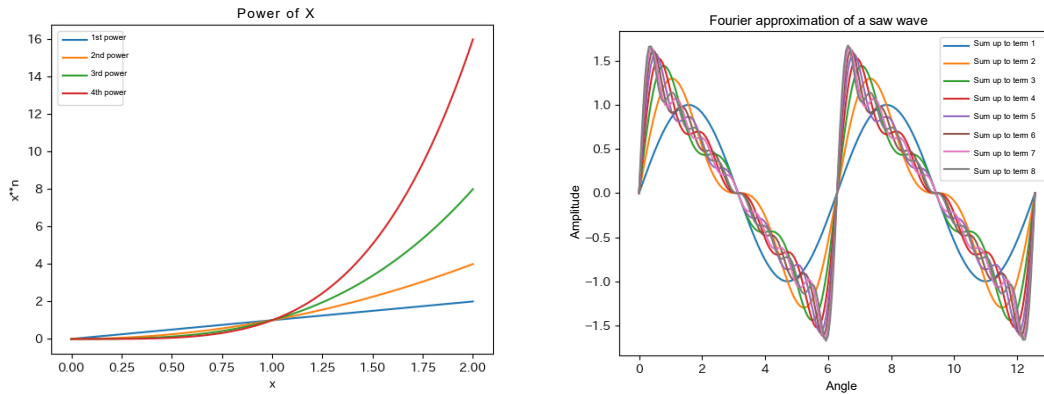 Power of X
16
14
12
10
8
6
4
2
0
x**n
1st power
2nd power
3rd power
4th power
0.00 0.25 0.50 0.75 1.00 1.25 1.50 1.75 2.00
x
Fourier approximation of a saw wave
1.5
1.0
0.5
0.0
−0.5
−1.0
−1.5
Amplitude
Sum up to term 1
Sum up to term 2
Sum up to term 3
Sum up to term 4
Sum up to term 5
Sum up to term 6
Sum up to term 7
Sum up to term 8
0 2 4 6 8 10 12
Angle